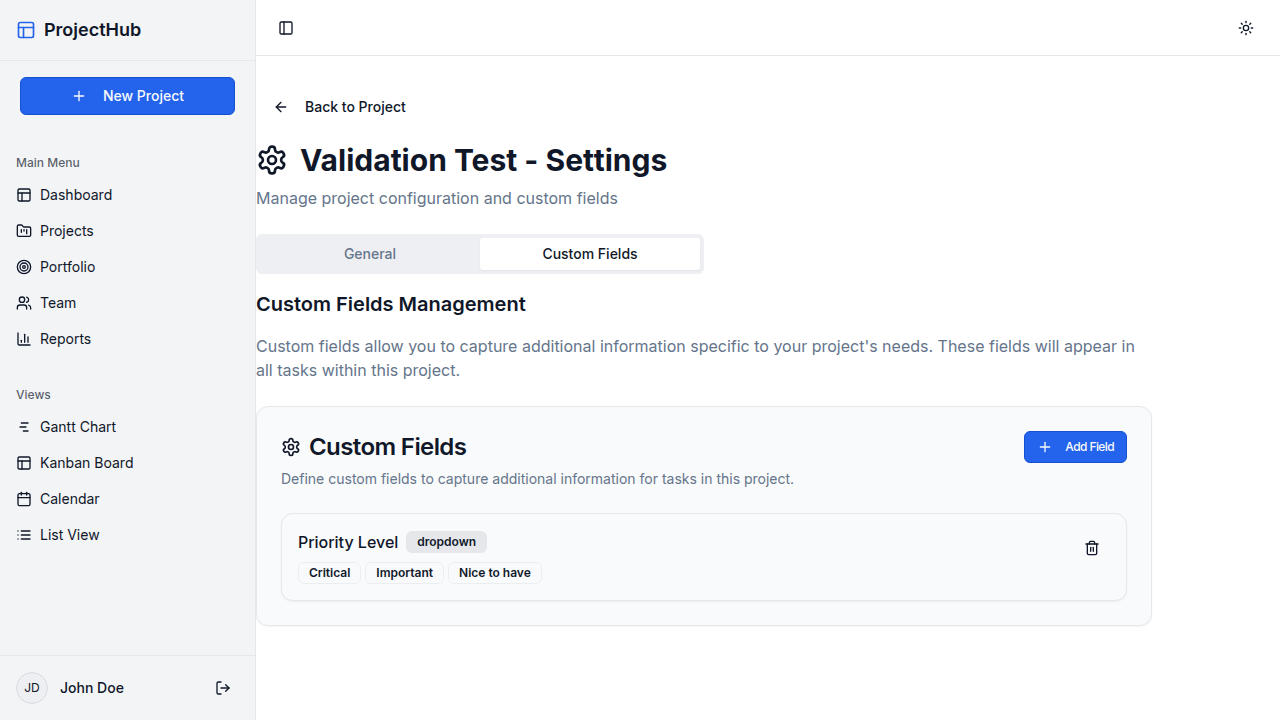 ProjectHub
New Project
Main Menu
Dashboard
Projects
Portfolio
Team
Reports
Views
Gantt Chart
Kanban Board
Calendar
List View
JD
John Doe
Back to Project
Validation Test - Settings
Manage project configuration and custom fields
General
Custom Fields
Custom Fields Management
Custom fields allow you to capture additional information specific to your project's needs. These fields will appear in
all tasks within this project.
Custom Fields
Add Field
Define custom fields to capture additional information for tasks in this project.
Priority Level dropdown
Critical Important Nice to have